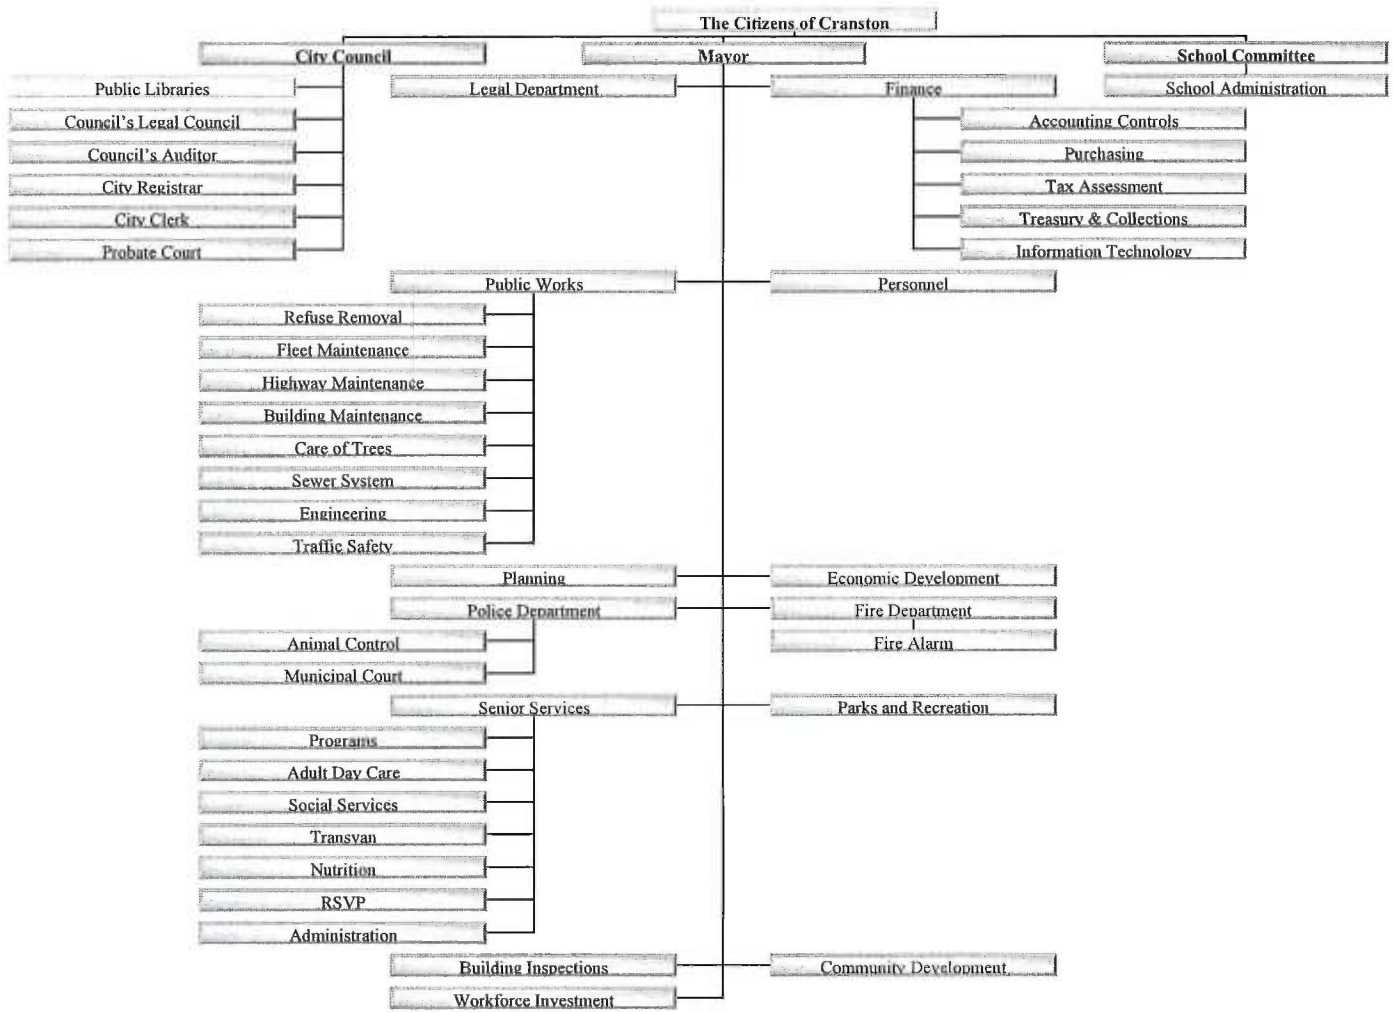 The Citizens of Cranston
City Council
Mayor
School Committee
Public Libraries
Legal Department
Finance
School Administration
Council's Legal Council
Accounting Controls
Council's Auditor
Purchasing
City Registrar
Tax Assessment
City Clerk
Treasury & Collections
Probate Court
Information Technology
Public Works
Personnel
Refuse Removal
Fleet Maintenance
Highway Maintenance
Building Maintenance
Care of Trees
Sewer System
Engineering
Traffic Safety
Planning
Economic Development
Police Department
Fire Department
Animal Control
Fire Alarm
Municipal Court
Senior Services
Parks and Recreation
Programs
Adult Day Care
Social Services
Transvan
Nutrition
RSVP
Administration
Building Inspections
Community Development
Workforce Investment